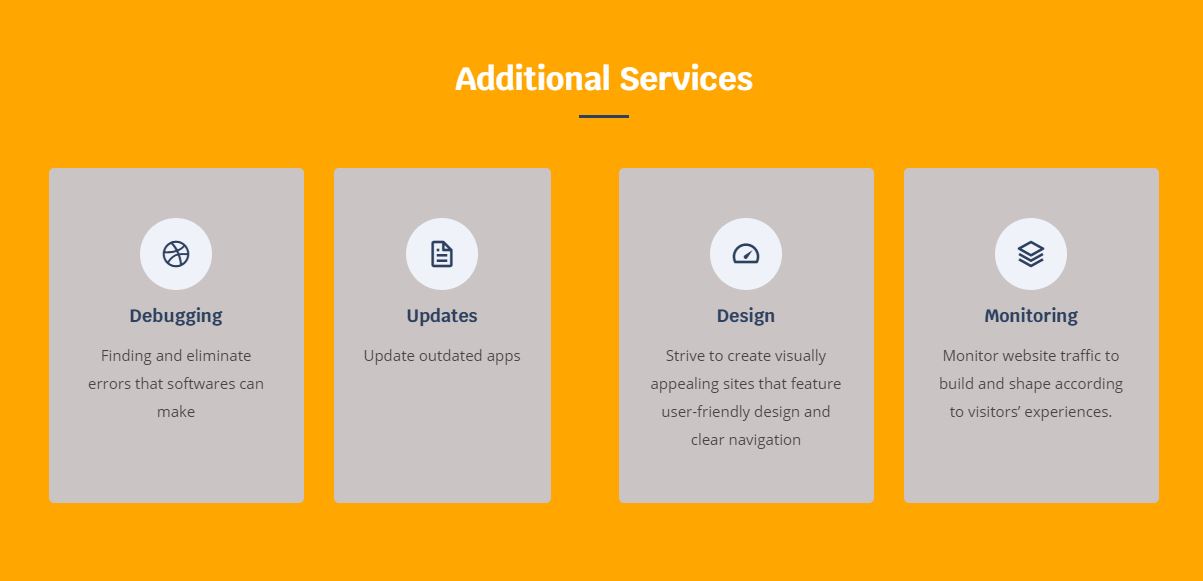 Additional Services
Debugging
Finding and eliminate
errors that softwares can
make
Updates
Update outdated apps
Design
Strive to create visually
appealing sites that feature
user-friendly design and
clear navigation
Monitoring
Monitor website traffic to
build and shape according
to visitors’ experiences.